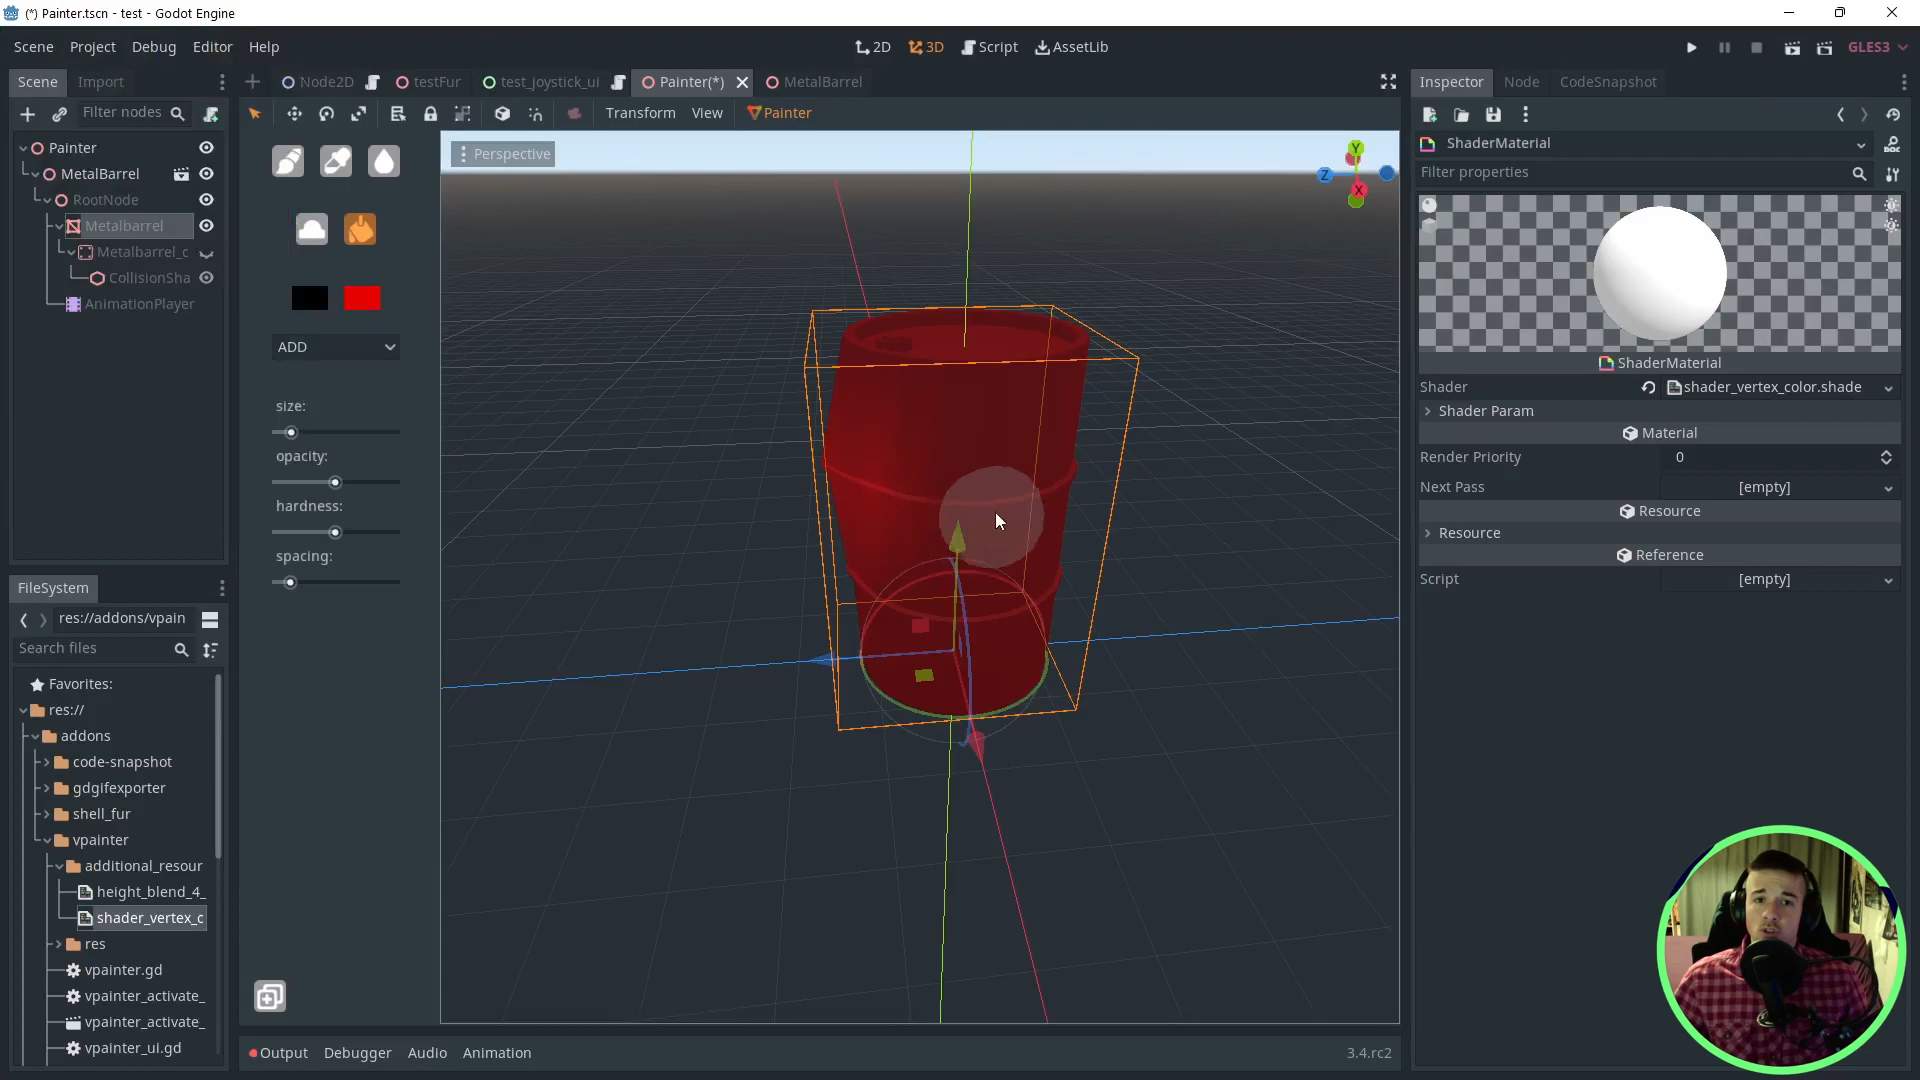 (*) Painter.tscn - test - Godot Engine
Scene Project Debug Editor Help
2D 3D Script AssetLib
GLES3
Scene Import
Node2D testFur test_joystick_ui Painter(*) MetalBarrel
Inspector Node CodeSnapshot
Filter nodes
Transform View Painter
Painter
MetalBarrel
RootNode
Metalbarrel
Metalbarrel_c
CollisionSha
AnimationPlayer
ADD
size:
opacity:
hardness:
spacing:
Perspective
Y
Z
X
ShaderMaterial
Filter properties
ShaderMaterial
Shader shader_vertex_color.shade
Shader Param
Material
Render Priority 0
Next Pass [empty]
Resource
Resource
Reference
Script [empty]
FileSystem
res://addons/vpain
Search files
Favorites:
res://
addons
code-snapshot
gdgifexporter
shell_fur
vpainter
additional_resour
height_blend_4_
shader_vertex_c
res
vpainter.gd
vpainter_activate_
vpainter_activate_
vpainter_ui.gd
Output Debugger Audio Animation 3.4.rc2